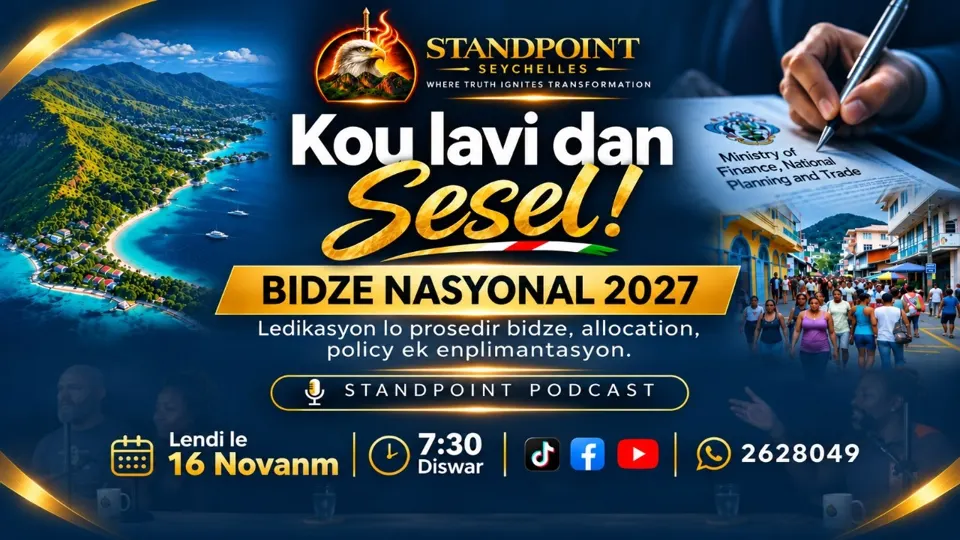 STANDPOINT
SEYCHELLES
WHERE TRUTH IGNITES TRANSFORMATION
Ministry of
Finance, National
Planning and Trade
Kou lavi dan
Sesel!
BIDZE NASYONAL 2027
Ledikasyon lo prosedir bidze, allocation,
policy ek enplimantasyon.
STANDPOINT PODCAST
Lendi le
16 Novanm
7:30
Diswar
2628049